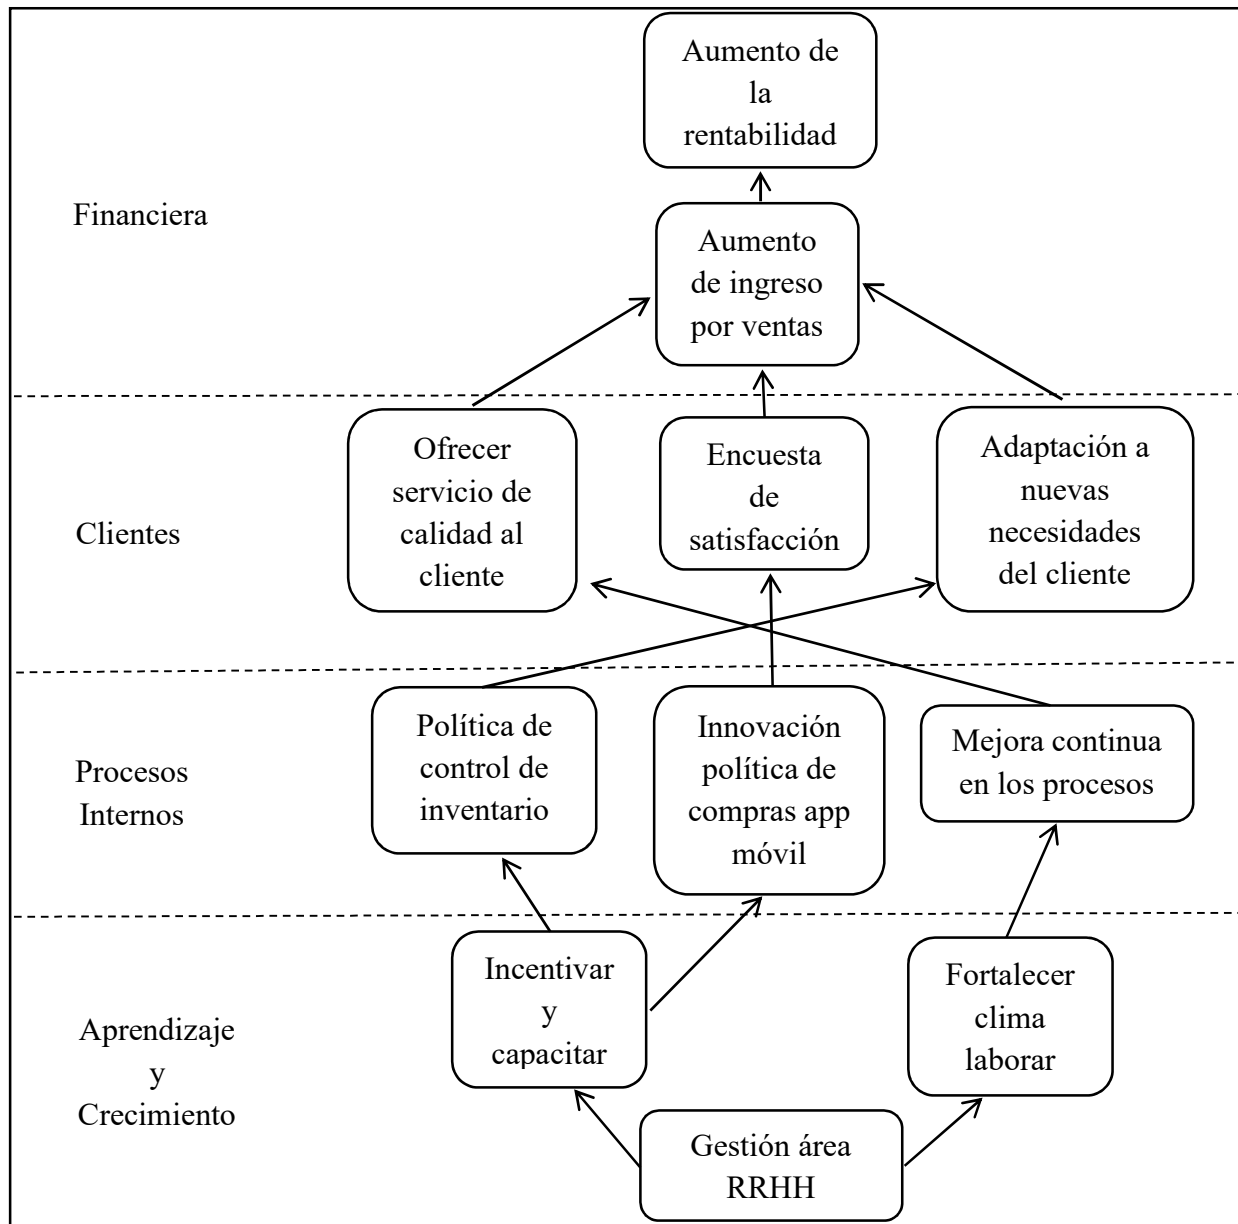 Aumento de
la
rentabilidad
Financiera
Aumento
de ingreso
por ventas
Clientes
Ofrecer
servicio de
calidad al
cliente
Encuesta
de
satisfacción
Adaptación a
nuevas
necesidades
del cliente
Procesos
Internos
Política de
control de
inventario
Innovación
política de
compras app
móvil
Mejora continua
en los procesos
Aprendizaje
y
Crecimiento
Incentivar
y
capacitar
Fortalecer
clima
laborar
Gestión área
RRHH